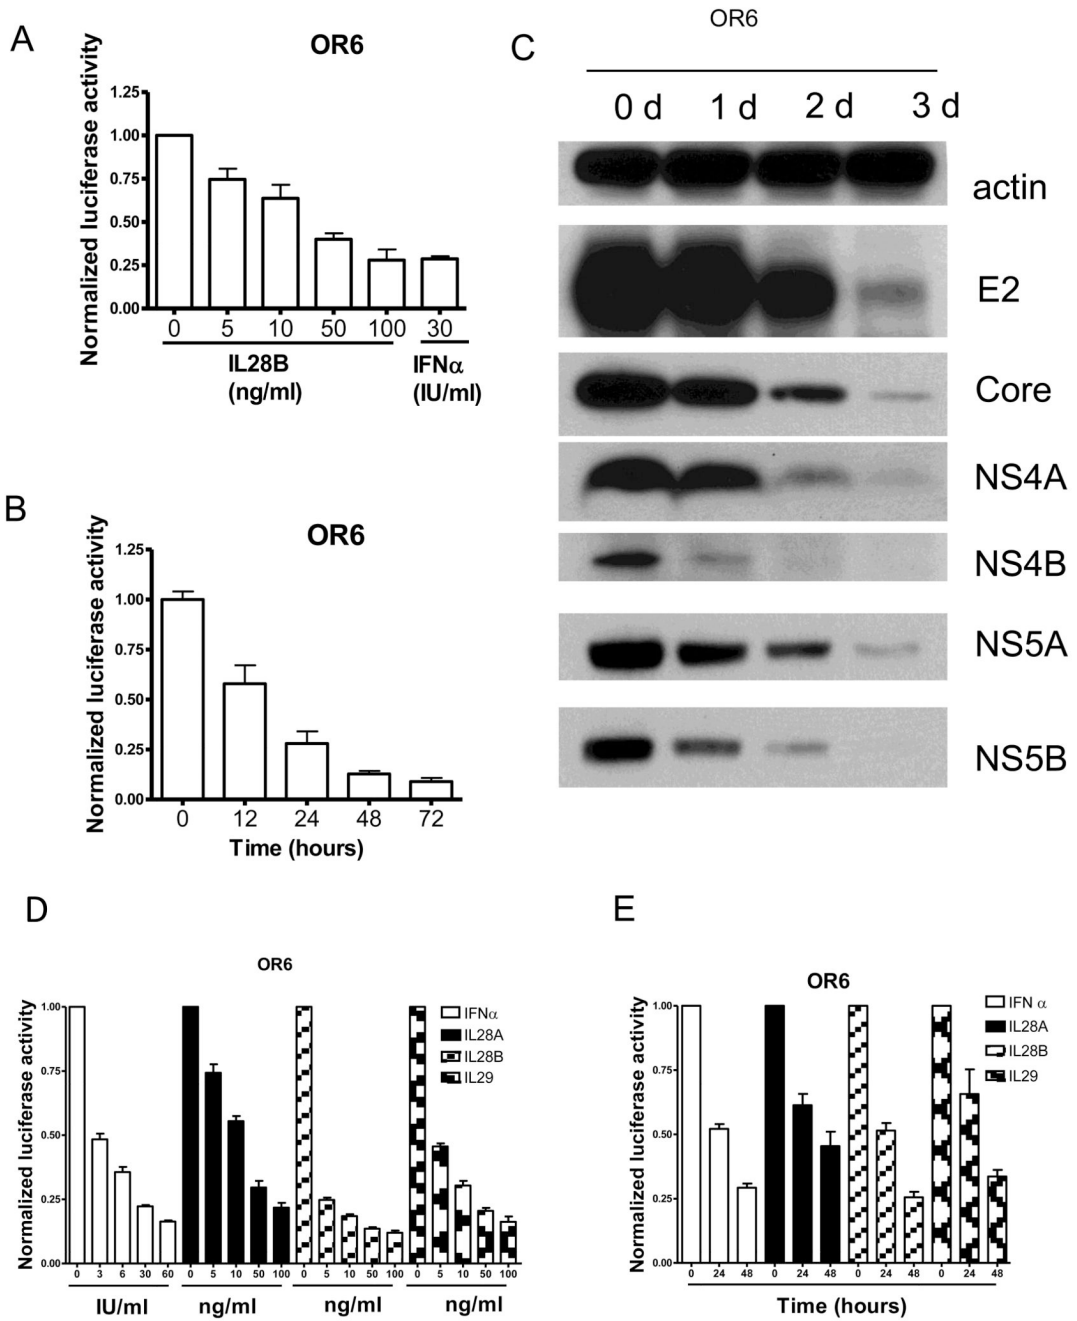 A
OR6
Normalized luciferase activity
1.25
1.00
0.75
0.50
0.25
0.00
0 5 10 50 100 30
IL28B IFNα
(ng/ml) (IU/ml)
B
OR6
Normalized luciferase activity
1.25
1.00
0.75
0.50
0.25
0.00
0 12 24 48 72
Time (hours)
C
OR6
0 d 1 d 2 d 3 d
actin
E2
Core
NS4A
NS4B
NS5A
NS5B
D
OR6
Normalized luciferase activity
1.00
0.75
0.50
0.25
0.00
IFNα
IL28A
IL28B
IL29
0 3 6 30 60 0 5 10 50 100 0 5 10 50 100 0 5 10 50 100
IU/ml ng/ml ng/ml ng/ml
E
OR6
Normalized luciferase activity
1.00
0.75
0.50
0.25
0.00
IFN α
IL28A
IL28B
IL29
0 24 48 0 24 48 0 24 48 0 24 48
Time (hours)